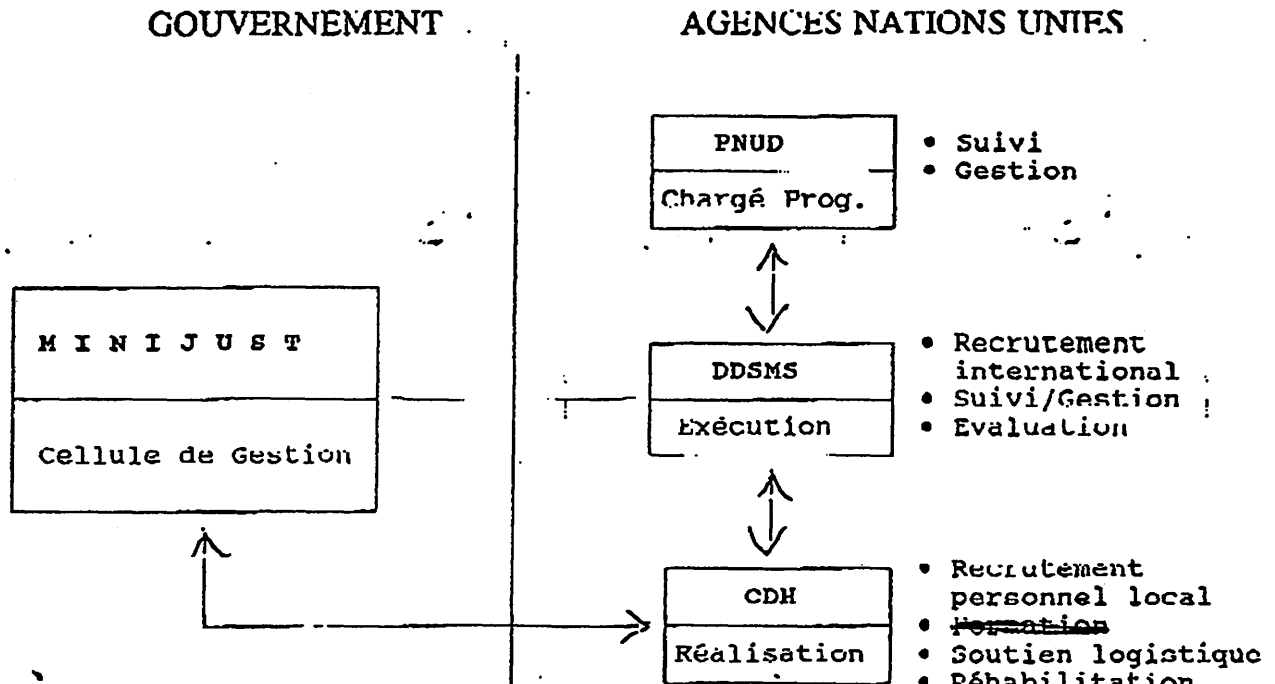 GOUVERNEMENT
AGENCES NATIONS UNIES
PNUD
Chargé Prog.
• Suivi
• Gestion
M I N I J U S T
Cellule de Gestion
DDSMS
Exécution
• Recrutement
international
• Suivi/Gestion
• Evaluation
CDH
Réalisation
• Recrutement
personnel local
• Formation
• Soutien logistique
• Réhabilitation